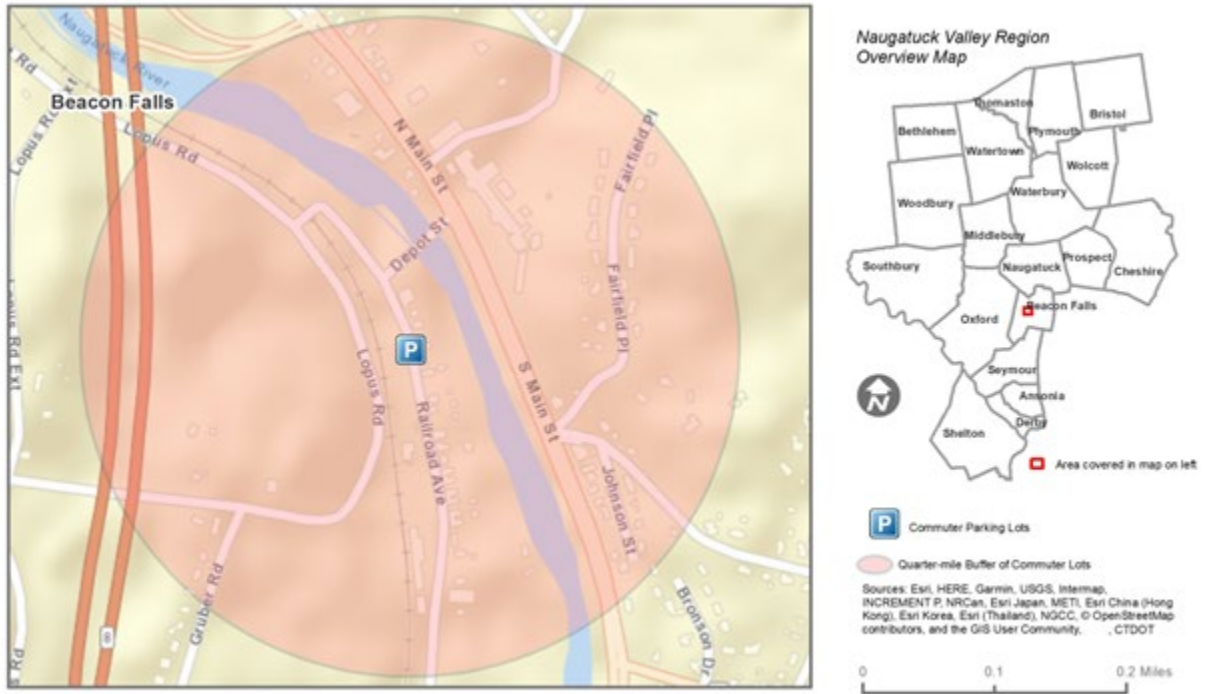 Naugatuck River
Rd
Beacon Falls
Lopus Rd Ext
Lopus Rd
N Main St
Fairfield Pl
Depot St
Fairfield Pl
Lopus Rd Ext
Lopus Rd
S Main St
Railroad Ave
Johnson St
Gruber Rd
Bronson Dr
s Rd
8
P
Naugatuck Valley Region
Overview Map
Thomaston
Bristol
Bethlehem
Plymouth
Watertown
Wolcott
Waterbury
Woodbury
Middlebury
Southbury
Naugatuck
Prospect
Cheshire
Beacon Falls
Oxford
Seymour
Ansonia
Derby
Shelton
N
Area covered in map on left
P
Commuter Parking Lots
Quarter-mile Buffer of Commuter Lots
Sources: Esri, HERE, Garmin, USGS, Intermap,
INCREMENT P, NRCan, Esri Japan, METI, Esri China (Hong
Kong), Esri Korea, Esri (Thailand), NGCC, © OpenStreetMap
contributors, and the GIS User Community, , CTDOT
0 0.1 0.2 Miles